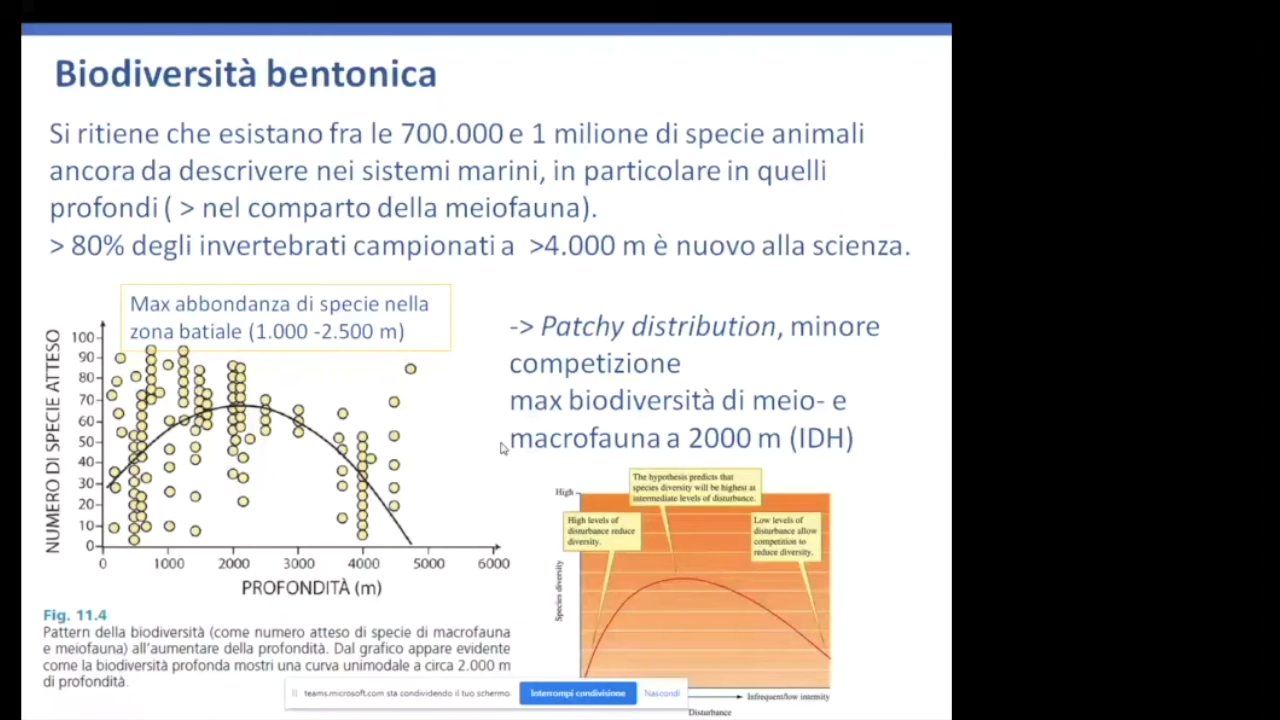 Biodiversità bentonica
Si ritiene che esistano fra le 700.000 e 1 milione di specie animali
ancora da descrivere nei sistemi marini, in particolare in quelli
profondi ( > nel comparto della meiofauna).
> 80% degli invertebrati campionati a >4.000 m è nuovo alla scienza.
Max abbondanza di specie nella
zona batiale (1.000 -2.500 m)
NUMERO DI SPECIE ATTESO
100
90
80
70
60
50
40
30
20
10
0
0 1000 2000 3000 4000 5000 6000
PROFONDITÀ (m)
Fig. 11.4
Pattern della biodiversità (come numero atteso di specie di macrofauna
e meiofauna) all'aumentare della profondità. Dal grafico appare evidente
come la biodiversità profonda mostri una curva unimodale a circa 2.000 m
di profondità.
-> Patchy distribution, minore
competizione
max biodiversità di meio- e
macrofauna a 2000 m (IDH)
The hypothesis predicts that
species diversity will be highest at
intermediate levels of disturbance.
High
High levels of
disturbance reduce
diversity.
Low levels of
disturbance allow
competition to
reduce diversity.
Species diversity
Infrequent/low intensity
Disturbance
teams.microsoft.com sta condividendo il tuo schermo.
Interrompi condivisione
Nascondi